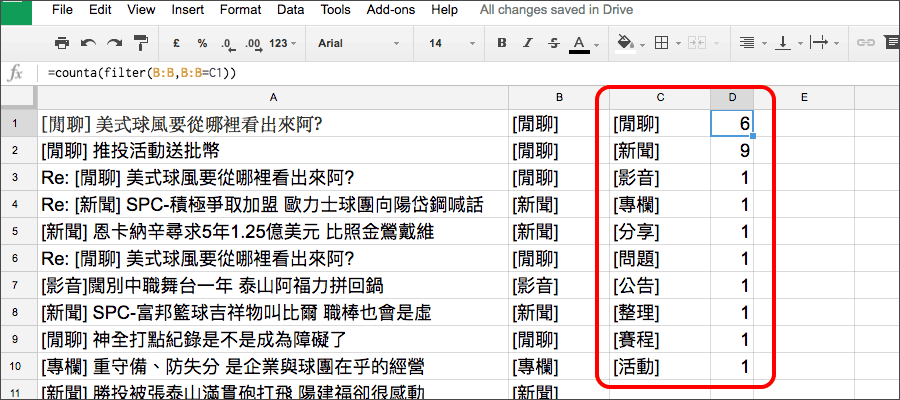 File Edit View Insert Format Data Tools Add-ons Help All changes saved in Drive
£ % .0 .00 123 Arial 14 B I S A
fx =counta(filter(B:B,B:B=C1))
A B C D E
1 [閒聊] 美式球風要從哪裡看出來阿? [閒聊] [閒聊] 6
2 [閒聊] 推投活動送批幣 [閒聊] [新聞] 9
3 Re: [閒聊] 美式球風要從哪裡看出來阿? [閒聊] [影音] 1
4 Re: [新聞] SPC-積極爭取加盟 歐力士球團向陽岱鋼喊話 [新聞] [專欄] 1
5 [新聞] 恩卡納辛尋求5年1.25億美元 比照金鶯戴維 [新聞] [分享] 1
6 Re: [閒聊] 美式球風要從哪裡看出來阿? [閒聊] [問題] 1
7 [影音]闊別中職舞台一年 泰山阿福力拼回鍋 [影音] [公告] 1
8 [新聞] SPC-富邦籃球吉祥物叫比爾 職棒也會是虛 [新聞] [整理] 1
9 [閒聊] 神全打點紀錄是不是成為障礙了 [閒聊] [賽程] 1
10 [專欄] 重守備、防失分 是企業與球團在乎的經營 [專欄] [活動] 1
11 [新聞] 勝投被張泰山滿貫砲打飛 陽建福卻很感動 [新聞]